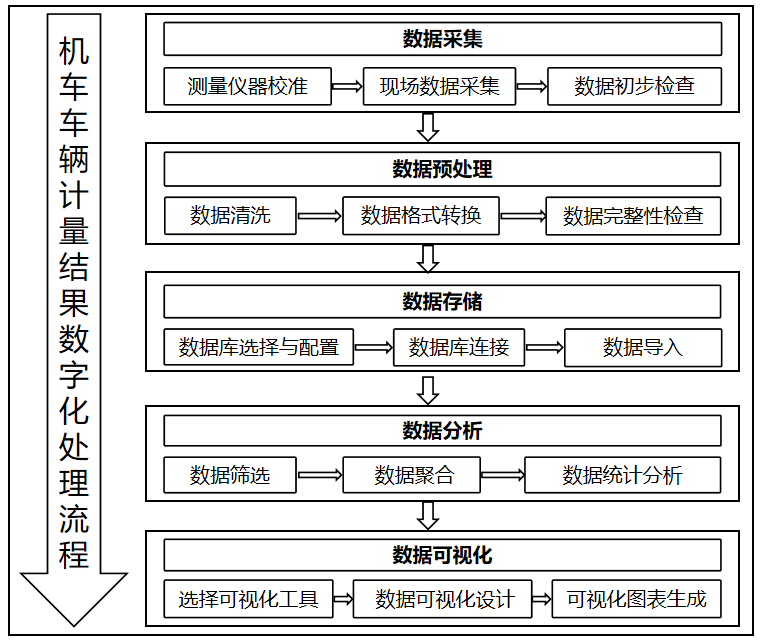 机车车辆计量结果数字化处理流程
数据采集
测量仪器校准
现场数据采集
数据初步检查
数据预处理
数据清洗
数据格式转换
数据完整性检查
数据存储
数据库选择与配置
数据库连接
数据导入
数据分析
数据筛选
数据聚合
数据统计分析
数据可视化
选择可视化工具
数据可视化设计
可视化图表生成